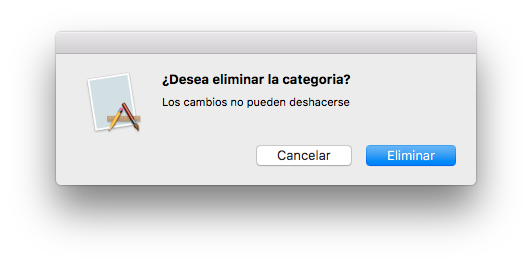 ¿Desea eliminar la categoria?
Los cambios no pueden deshacerse
Cancelar
Eliminar